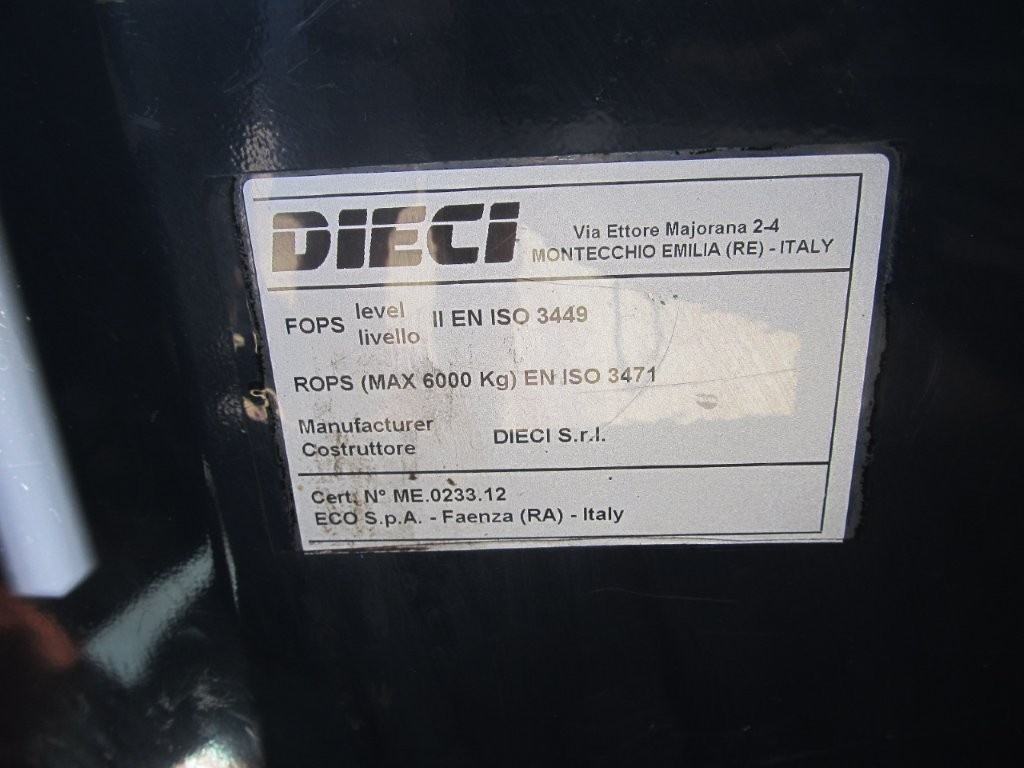 DIECI
Via Ettore Majorana 2-4
MONTECCHIO EMILIA (RE) - ITALY
FOPS level II EN ISO 3449
livello
ROPS (MAX 6000 Kg) EN ISO 3471
Manufacturer
Costruttore DIECI S.r.l.
Cert. N° ME.0233.12
ECO S.p.A. - Faenza (RA) - Italy